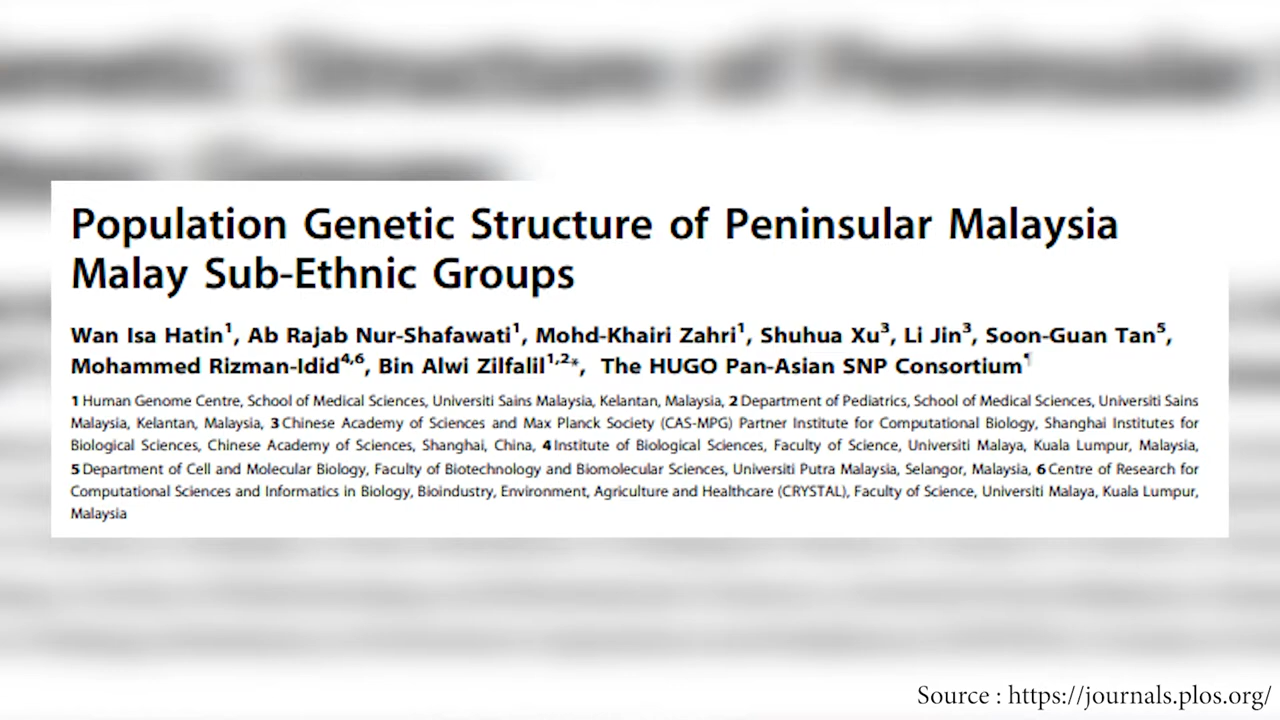 Population Genetic Structure of Peninsular Malaysia
Malay Sub-Ethnic Groups
Wan Isa Hatin1, Ab Rajab Nur-Shafawati1, Mohd-Khairi Zahri1, Shuhua Xu3, Li Jin3, Soon-Guan Tan5,
Mohammed Rizman-Idid4,6, Bin Alwi Zilfalil1,2*, The HUGO Pan-Asian SNP Consortium¶
1 Human Genome Centre, School of Medical Sciences, Universiti Sains Malaysia, Kelantan, Malaysia, 2 Department of Pediatrics, School of Medical Sciences, Universiti Sains
Malaysia, Kelantan, Malaysia, 3 Chinese Academy of Sciences and Max Planck Society (CAS-MPG) Partner Institute for Computational Biology, Shanghai Institutes for
Biological Sciences, Chinese Academy of Sciences, Shanghai, China, 4 Institute of Biological Sciences, Faculty of Science, Universiti Malaya, Kuala Lumpur, Malaysia,
5 Department of Cell and Molecular Biology, Faculty of Biotechnology and Biomolecular Sciences, Universiti Putra Malaysia, Selangor, Malaysia, 6 Centre of Research for
Computational Sciences and Informatics in Biology, Bioindustry, Environment, Agriculture and Healthcare (CRYSTAL), Faculty of Science, Universiti Malaya, Kuala Lumpur,
Malaysia
Source : https://journals.plos.org/